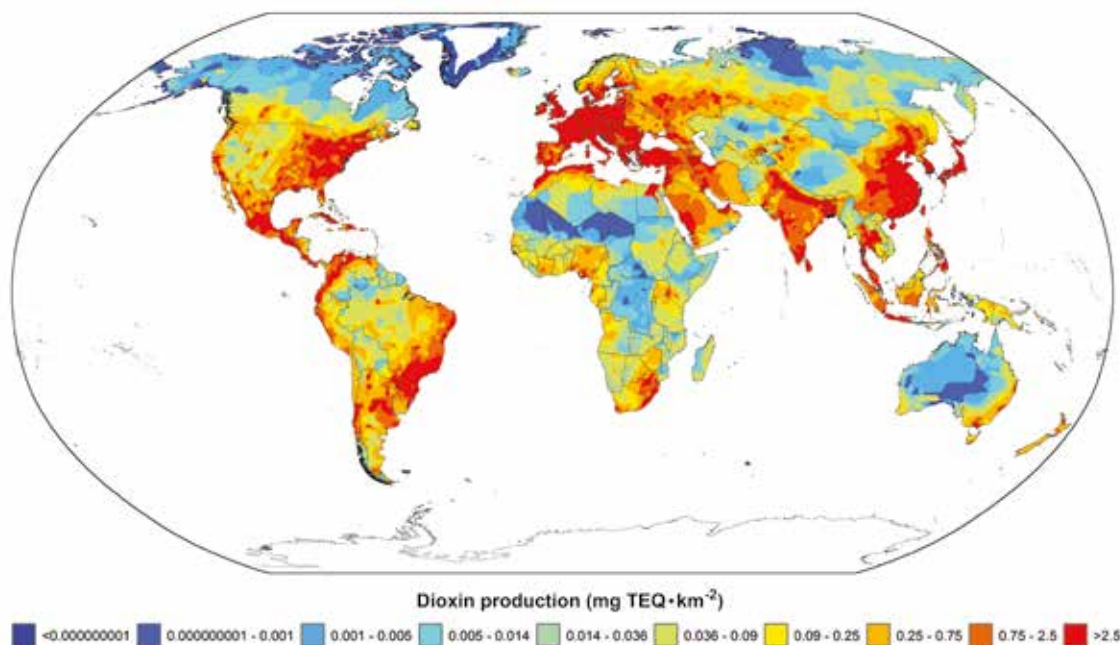 Dioxin production (mg TEQ•km-2)
<0.000000001 0.000000001 - 0.001 0.001 - 0.005 0.005 - 0.014 0.014 - 0.036 0.036 - 0.09 0.09 - 0.25 0.25 - 0.75 0.75 - 2.5 >2.5